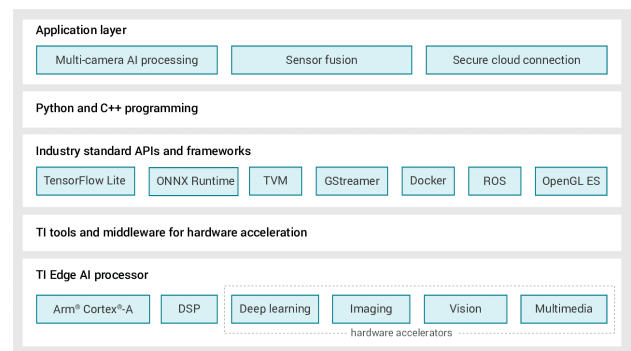 Application layer
Multi-camera AI processing Sensor fusion Secure cloud connection
Python and C++ programming
Industry standard APIs and frameworks
TensorFlow Lite ONNX Runtime TVM GStreamer Docker ROS OpenGL ES
TI tools and middleware for hardware acceleration
TI Edge AI processor
Arm® Cortex®-A DSP Deep learning Imaging Vision Multimedia
hardware accelerators